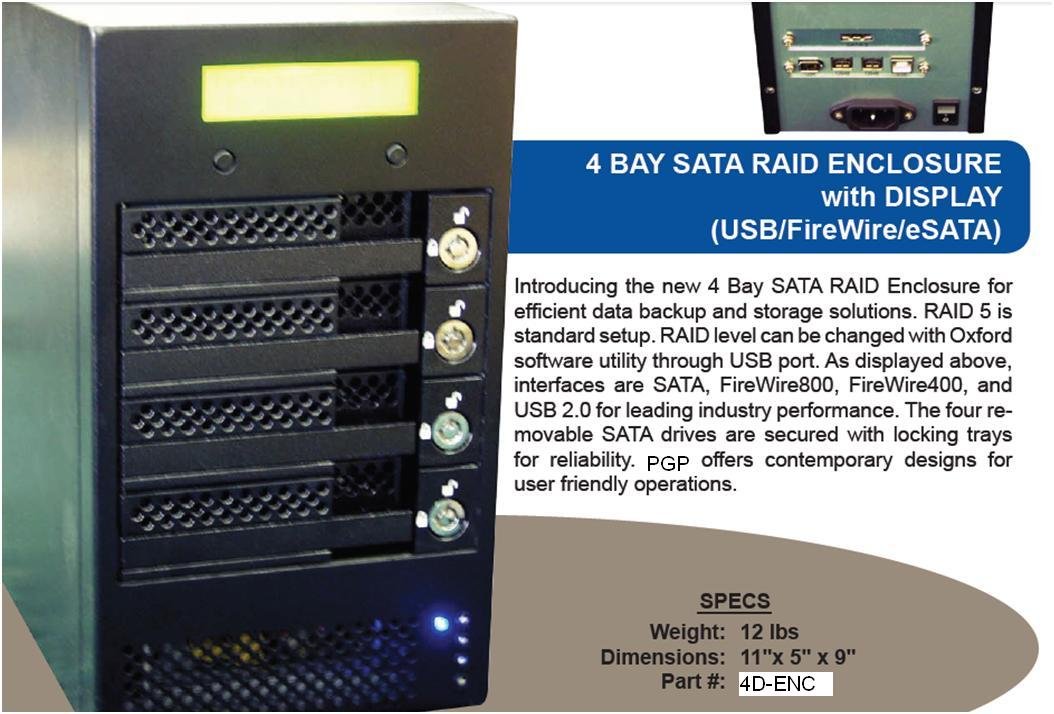 4 BAY SATA RAID ENCLOSURE
with DISPLAY
(USB/FireWire/eSATA)
Introducing the new 4 Bay SATA RAID Enclosure for
efficient data backup and storage solutions. RAID 5 is
standard setup. RAID level can be changed with Oxford
software utility through USB port. As displayed above,
interfaces are SATA, FireWire800, FireWire400, and
USB 2.0 for leading industry performance. The four re-
movable SATA drives are secured with locking trays
for reliability. PGP offers contemporary designs for
user friendly operations.
SPECS
Weight: 12 lbs
Dimensions: 11"x 5" x 9"
Part #: 4D-ENC